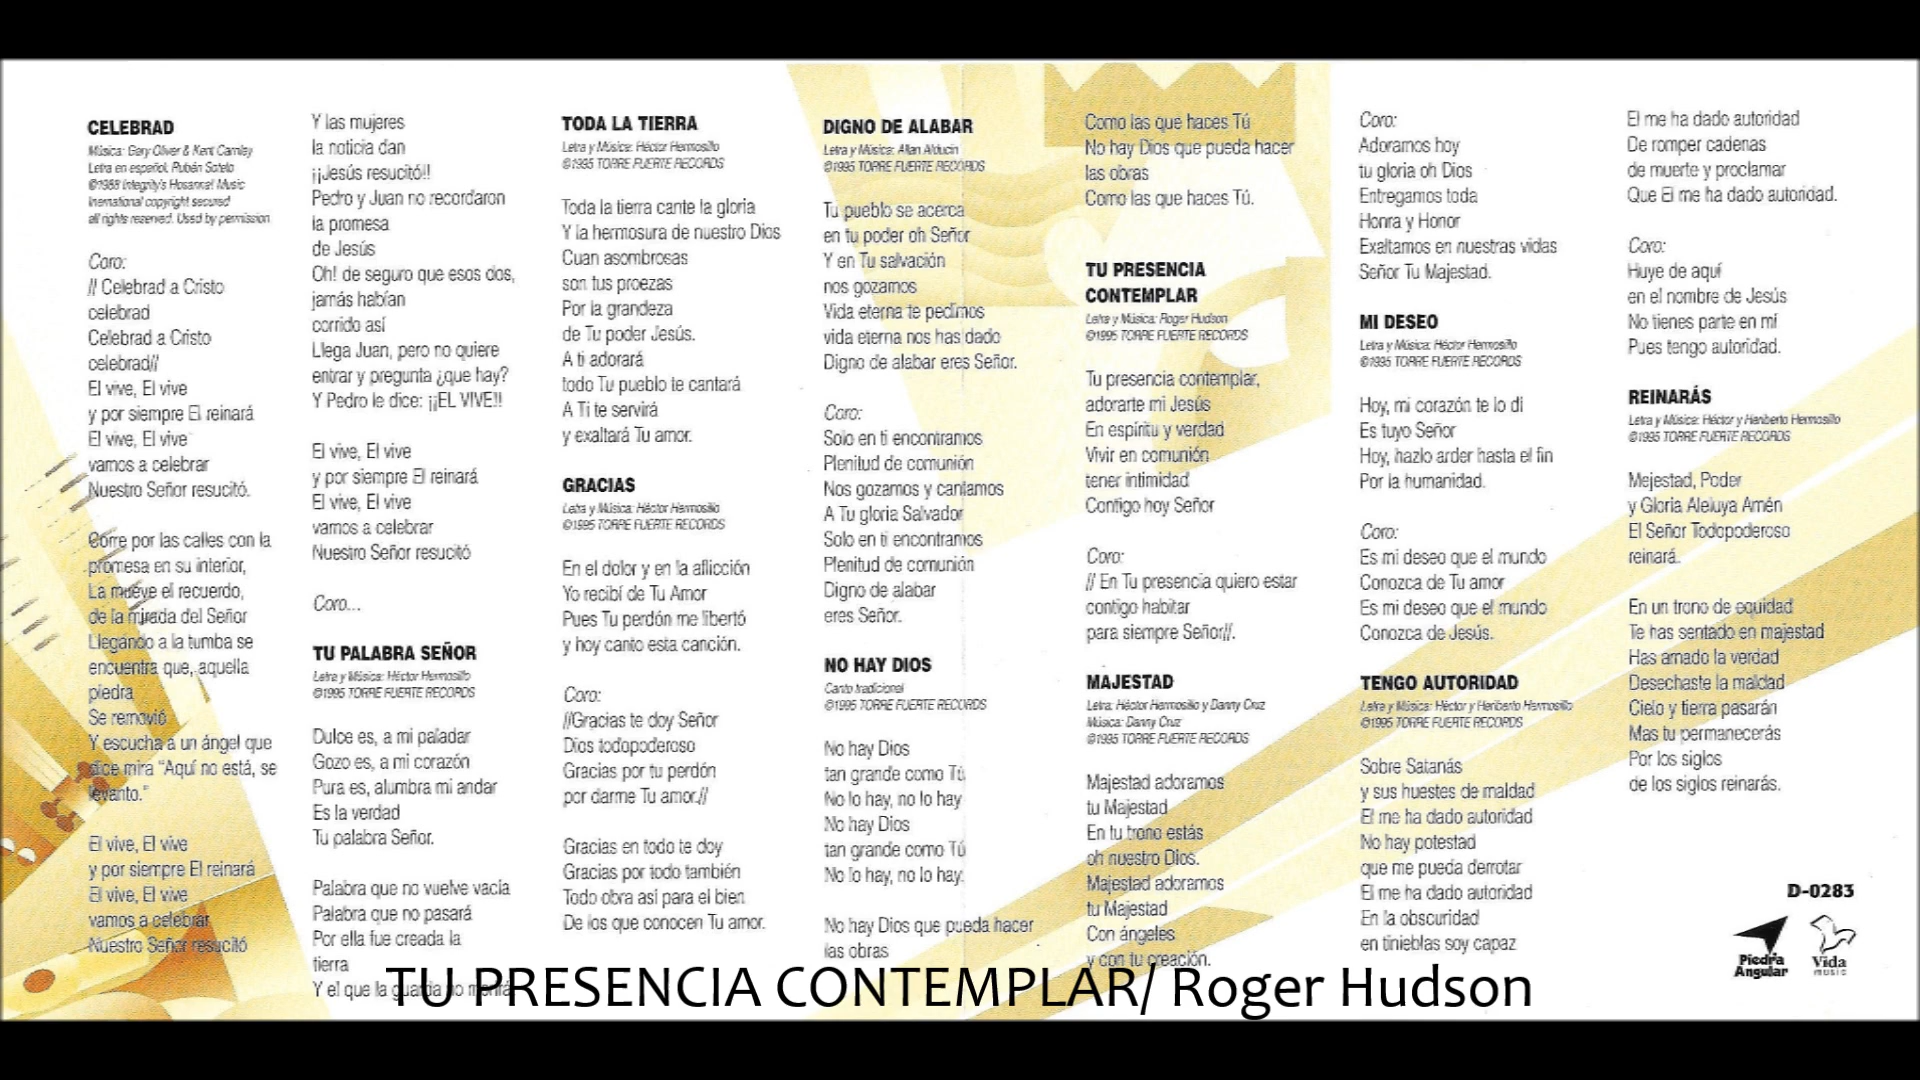 CELEBRAD
Música: Gary Oliver & Kent Carnley
Letra en español: Rubén Sotelo
©1988 Integrity's Hosanna! Music
International copyright secured
all rights reserved. Used by permission
Coro:
// Celebrad a Cristo
celebrad
Celebrad a Cristo
celebrad//
El vive, El vive
y por siempre El reinará
El vive, El vive
vamos a celebrar
Nuestro Señor resucitó.
Corre por las calles con la
promesa en su interior,
La mueve el recuerdo,
de la mirada del Señor
Llegando a la tumba se
encuentra que, aquella
piedra
Se removió
Y escucha a un ángel que
dice mira "Aquí no está, se
levanto."
El vive, El vive
y por siempre El reinará
El vive, El vive
vamos a celebrar
Nuestro Señor resucitó
Y las mujeres
la noticia dan
¡¡Jesús resucitó!!
Pedro y Juan no recordaron
la promesa
de Jesús
Oh! de seguro que esos dos,
jamás habían
corrido así
Llega Juan, pero no quiere
entrar y pregunta ¿que hay?
Y Pedro le dice: ¡¡EL VIVE!!
El vive, El vive
y por siempre El reinará
El vive, El vive
vamos a celebrar
Nuestro Señor resucitó
Coro...
TU PALABRA SEÑOR
Letra y Música: Héctor Hermosillo
©1995 TORRE FUERTE RECORDS
Dulce es, a mi paladar
Gozo es, a mi corazón
Pura es, alumbra mi andar
Es la verdad
Tu palabra Señor.
Palabra que no vuelve vacía
Palabra que no pasará
Por ella fue creada la
tierra
Y el que la guarda no morirá
TODA LA TIERRA
Letra y Música: Héctor Hermosillo
©1995 TORRE FUERTE RECORDS
Toda la tierra cante la gloria
Y la hermosura de nuestro Dios
Cuan asombrosas
son tus proezas
Por la grandeza
de Tu poder Jesús.
A ti adorará
todo Tu pueblo te cantará
A Ti te servirá
y exaltará Tu amor.
GRACIAS
Letra y Música: Héctor Hermosillo
©1995 TORRE FUERTE RECORDS
En el dolor y en la aflicción
Yo recibí de Tu Amor
Pues Tu perdón me libertó
y hoy canto esta canción.
Coro:
//Gracias te doy Señor
Dios todopoderoso
Gracias por tu perdón
por darme Tu amor.//
Gracias en todo te doy
Gracias por todo también
Todo obra así para el bien
De los que conocen Tu amor.
DIGNO DE ALABAR
Letra y Música: Allan Alducin
©1995 TORRE FUERTE RECORDS
Tu pueblo se acerca
en tu poder oh Señor
Y en Tu salvación
nos gozamos
Vida eterna te pedimos
vida eterna nos has dado
Digno de alabar eres Señor.
Coro:
Solo en ti encontramos
Plenitud de comunión
Nos gozamos y cantamos
A Tu gloria Salvador
Solo en ti encontramos
Plenitud de comunión
Digno de alabar
eres Señor.
NO HAY DIOS
Canto tradicional
©1995 TORRE FUERTE RECORDS
No hay Dios
tan grande como Tú
No lo hay, no lo hay
No hay Dios
tan grande como Tú
No lo hay, no lo hay.
No hay Dios que pueda hacer
las obras
Como las que haces Tú
No hay Dios que pueda hacer
las obras
Como las que haces Tú.
TU PRESENCIA
CONTEMPLAR
Letra y Música: Roger Hudson
©1995 TORRE FUERTE RECORDS
Tu presencia contemplar,
adorarte mi Jesús
En espíritu y verdad
Vivir en comunión
tener intimidad
Contigo hoy Señor
Coro:
// En Tu presencia quiero estar
contigo habitar
para siempre Señor//.
MAJESTAD
Letra: Héctor Hermosillo y Danny Cruz
Música: Danny Cruz
©1995 TORRE FUERTE RECORDS
Majestad adoramos
tu Majestad
En tu trono estás
oh nuestro Dios.
Majestad adoramos
tu Majestad
Con ángeles
y con tu creación.
Coro:
Adoramos hoy
tu gloria oh Dios
Entregamos toda
Honra y Honor
Exaltamos en nuestras vidas
Señor Tu Majestad.
MI DESEO
Letra y Música: Héctor Hermosillo
©1995 TORRE FUERTE RECORDS
Hoy, mi corazón te lo di
Es tuyo Señor
Hoy, hazlo arder hasta el fin
Por la humanidad.
Coro:
Es mi deseo que el mundo
Conozca de Tu amor
Es mi deseo que el mundo
Conozca de Jesús.
TENGO AUTORIDAD
Letra y Música: Héctor y Heriberto Hermosillo
©1995 TORRE FUERTE RECORDS
Sobre Satanás
y sus huestes de maldad
El me ha dado autoridad
No hay potestad
que me pueda derrotar
El me ha dado autoridad
En la obscuridad
en tinieblas soy capaz
El me ha dado autoridad
De romper cadenas
de muerte y proclamar
Que El me ha dado autoridad.
Coro:
Huye de aquí
en el nombre de Jesús
No tienes parte en mí
Pues tengo autoridad.
REINARÁS
Letra y Música: Héctor y Heriberto Hermosillo
©1995 TORRE FUERTE RECORDS
Mejestad, Poder
y Gloria Aleluya Amén
El Señor Todopoderoso
reinará.
En un trono de equidad
Te has sentado en majestad
Has amado la verdad
Desechaste la maldad
Cielo y tierra pasarán
Mas tu permanecerás
Por los siglos
de los siglos reinarás.
D-0283
Piedra
Angular
Vida
music
TU PRESENCIA CONTEMPLAR/ Roger Hudson